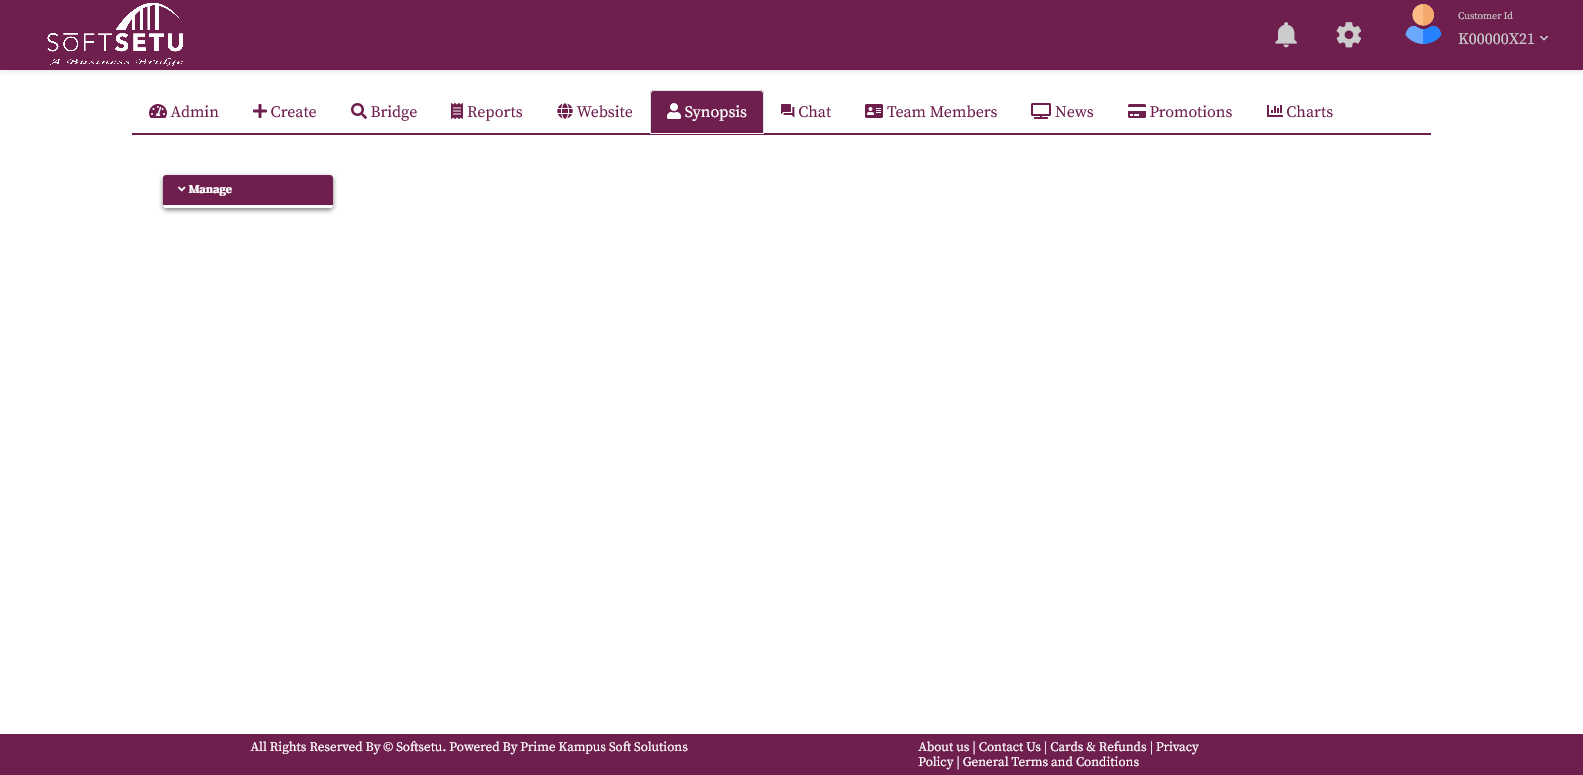 SOFTSETU
A Business Bridge
Customer Id
K00000X21
Admin Create Bridge Reports Website Synopsis Chat Team Members News Promotions Charts
Manage
All Rights Reserved By © Softsetu. Powered By Prime Kampus Soft Solutions
About us | Contact Us | Cards & Refunds | Privacy
Policy | General Terms and Conditions